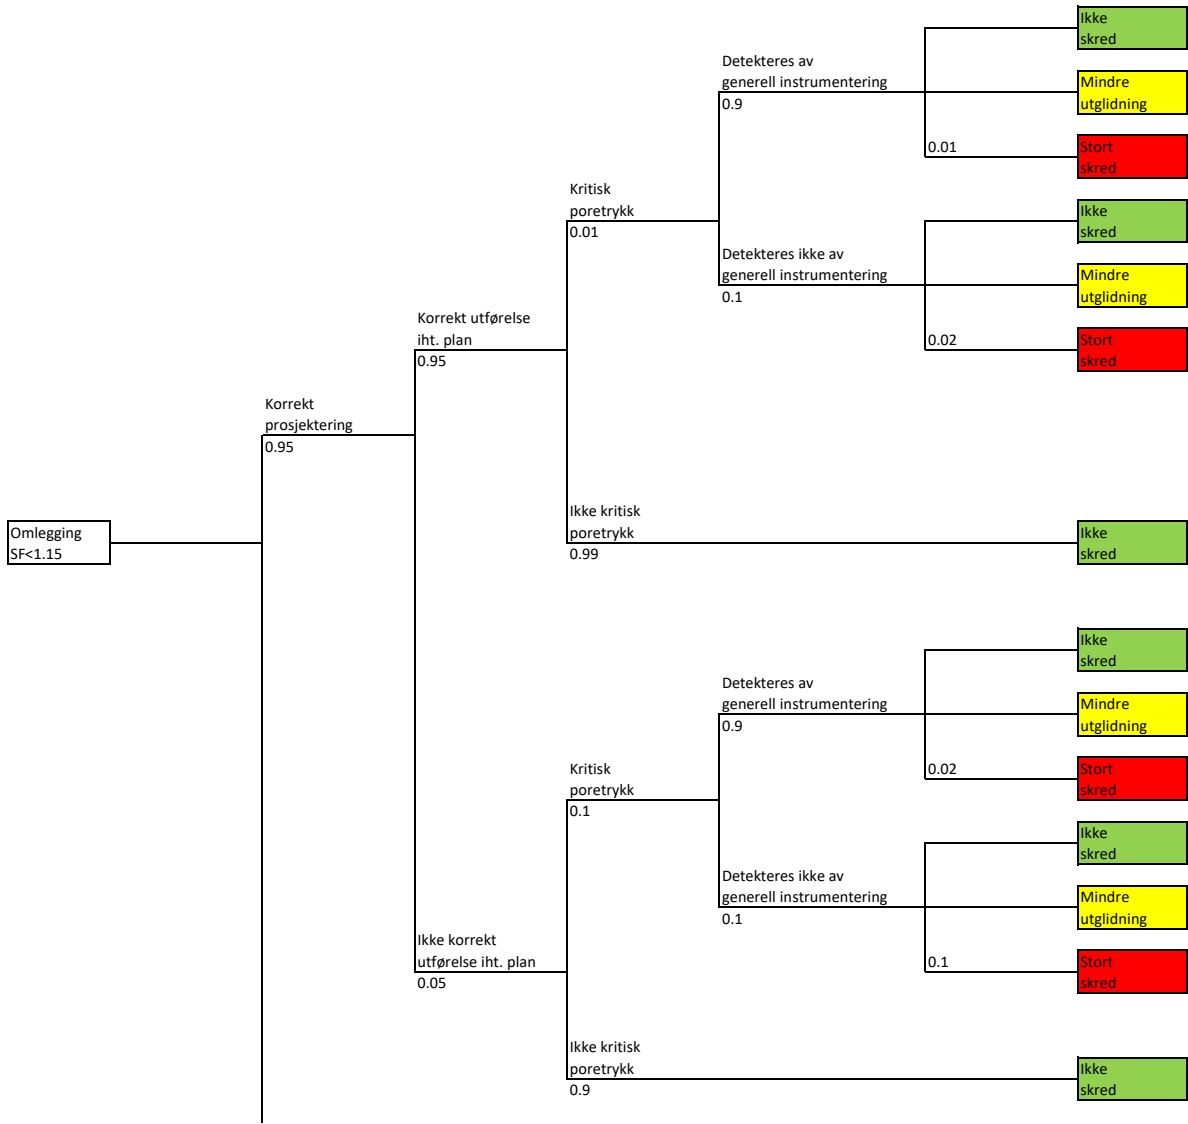 Ikke
skred
Detekteres av
generell instrumentering
0.9
Mindre
utglidning
0.01
Stort
skred
Kritisk
poretrykk
0.01
Ikke
skred
Detekteres ikke av
generell instrumentering
0.1
Mindre
utglidning
Korrekt utførelse
iht. plan
0.95
0.02
Stort
skred
Korrekt
prosjektering
0.95
Omlegging
SF<1.15
Ikke kritisk
poretrykk
0.99
Ikke
skred
Ikke
skred
Detekteres av
generell instrumentering
0.9
Mindre
utglidning
Kritisk
poretrykk
0.1
0.02
Stort
skred
Ikke
skred
Detekteres ikke av
generell instrumentering
0.1
Mindre
utglidning
Ikke korrekt
utførelse iht. plan
0.05
0.1
Stort
skred
Ikke kritisk
poretrykk
0.9
Ikke
skred